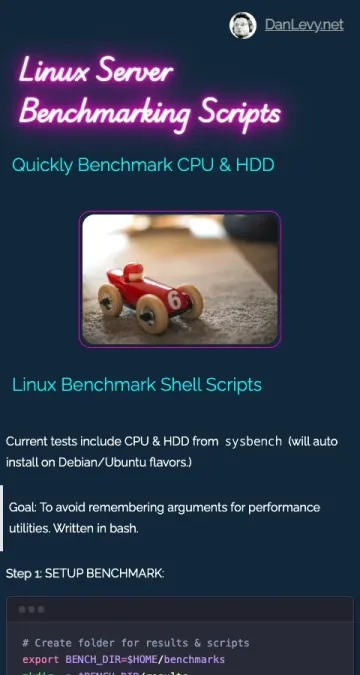 DanLevy.net
Linux Server
Benchmarking Scripts
Quickly Benchmark CPU & HDD
6
Linux Benchmark Shell Scripts
Current tests include CPU & HDD from sysbench (will auto
install on Debian/Ubuntu flavors.)
Goal: To avoid remembering arguments for performance
utilities. Written in bash.
Step 1: SETUP BENCHMARK:
# Create folder for results & scripts
export BENCH_DIR=$HOME/benchmarks